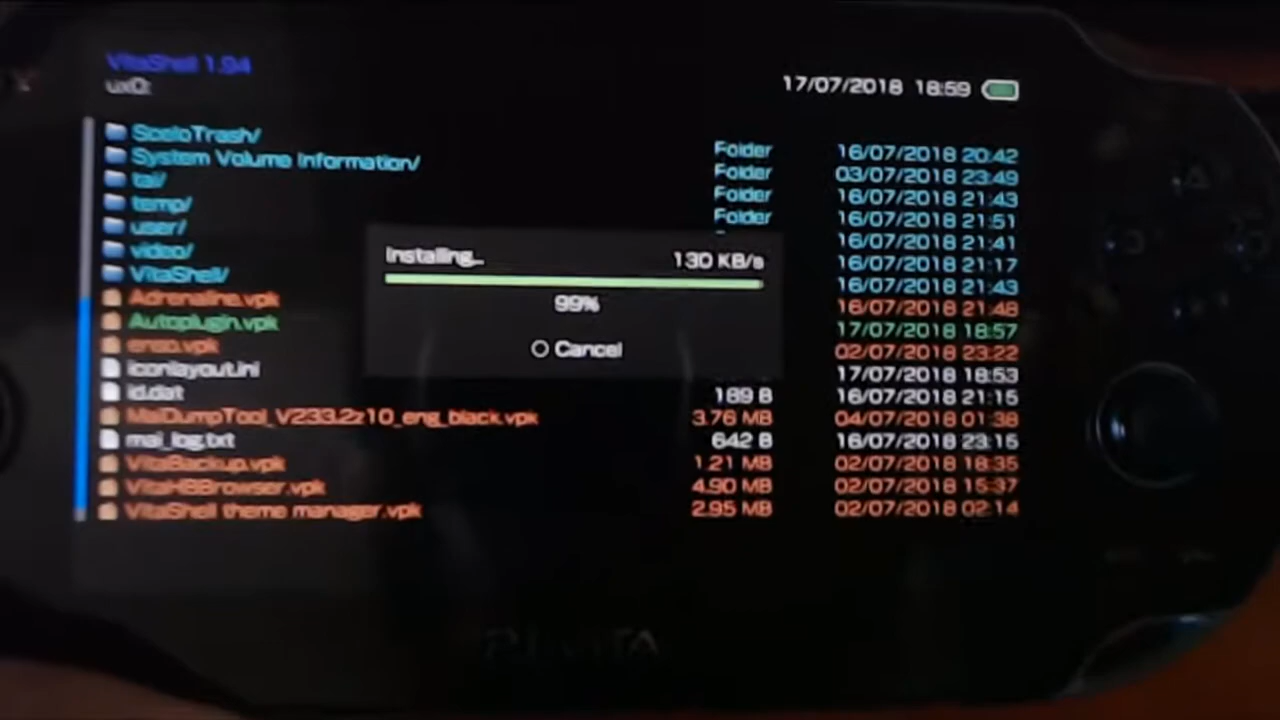 VitaShell 1.94
ux0:
17/07/2018 18:59
SceIoTrash/ Folder 16/07/2018 20:42
System Volume Information/ Folder 03/07/2018 23:49
tai/ Folder 16/07/2018 21:43
temp/ Folder 16/07/2018 21:51
user/ 16/07/2018 21:41
video/ 16/07/2018 21:17
VitaShell/ 16/07/2018 21:43
Adrenaline.vpk 16/07/2018 21:48
Autoplugin.vpk 17/07/2018 18:57
enso.vpk 02/07/2018 23:22
iconlayout.ini 17/07/2018 18:53
id.dat 189 B 16/07/2018 21:15
MaiDumpTool_V233.2z10_eng_black.vpk 3.76 MB 04/07/2018 01:38
mai_log.txt 642 B 16/07/2018 23:15
VitaBackup.vpk 1.21 MB 02/07/2018 18:35
VitaHBBrowser.vpk 4.90 MB 02/07/2018 15:37
VitaShell theme manager.vpk 2.95 MB 02/07/2018 02:14
Installing... 130 KB/s
99%
Cancel
PSVITA